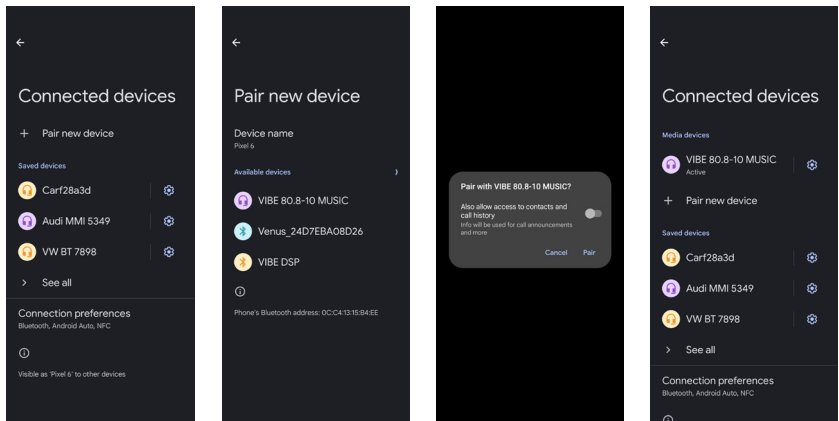 Connected devices
Pair new device
Saved devices
Carf28a3d
Audi MMI 5349
VW BT 7898
See all
Connection preferences
Bluetooth, Android Auto, NFC
Visible as 'Pixel 6' to other devices
Pair new device
Device name
Pixel 6
Available devices
VIBE 80.8-10 MUSIC
Venus_24D7EBA08D26
VIBE DSP
Phone's Bluetooth address: 0C:C4:13:15:B4:EE
Pair with VIBE 80.8-10 MUSIC?
Also allow access to contacts and
call history
Info will be used for call announcements
and more
Cancel Pair
Connected devices
Media devices
VIBE 80.8-10 MUSIC
Active
Pair new device
Saved devices
Carf28a3d
Audi MMI 5349
VW BT 7898
See all
Connection preferences
Bluetooth, Android Auto, NFC